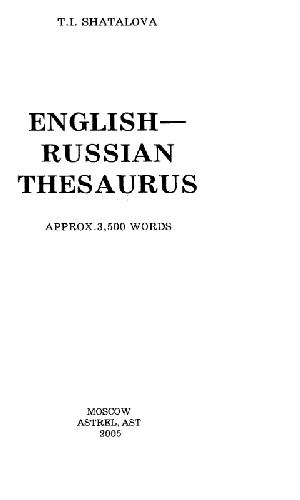 T.I. SHATALOVA
ENGLISH—
RUSSIAN
THESAURUS
APPROX.3,500 WORDS
MOSCOW
ASTREL, AST
2005